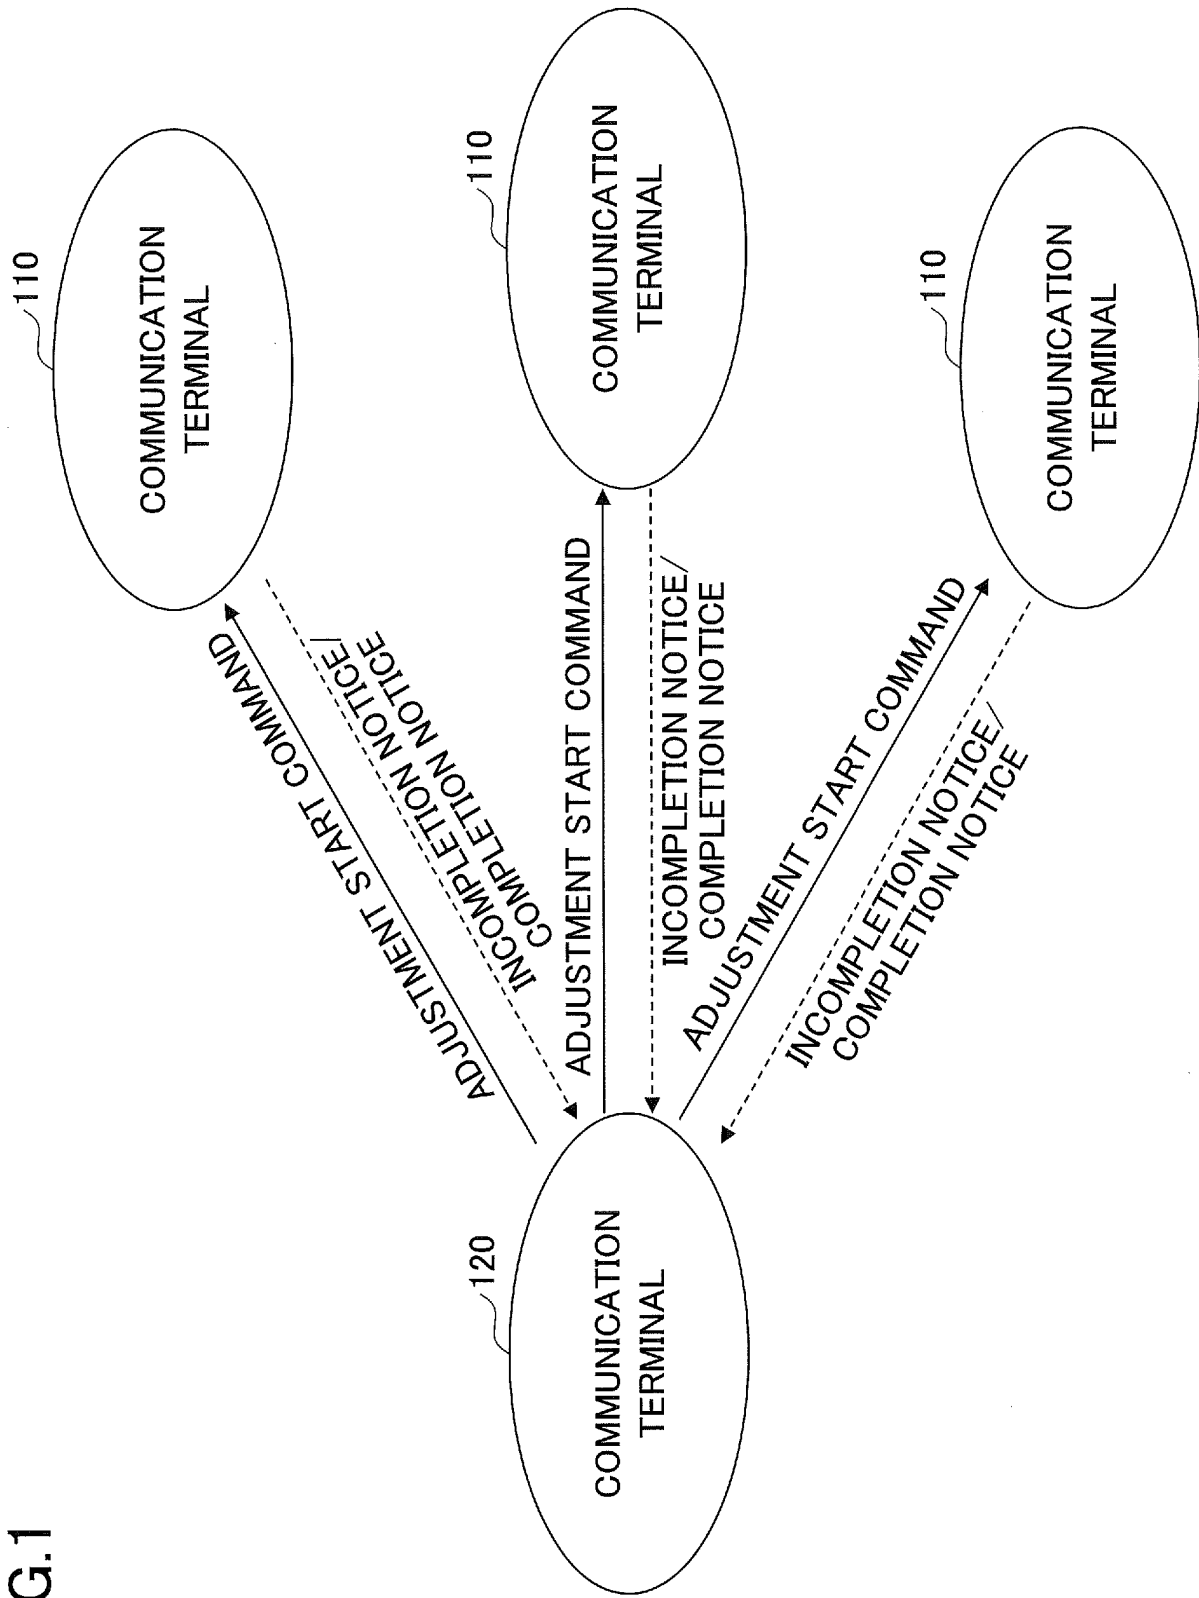 G.1
110
COMMUNICATION
TERMINAL
110
COMMUNICATION
TERMINAL
110
COMMUNICATION
TERMINAL
ADJUSTMENT START COMMAND
INCOMPLETION NOTICE/
COMPLETION NOTICE
ADJUSTMENT START COMMAND
INCOMPLETION NOTICE/
COMPLETION NOTICE
ADJUSTMENT START COMMAND
INCOMPLETION NOTICE/
COMPLETION NOTICE
120
COMMUNICATION
TERMINAL